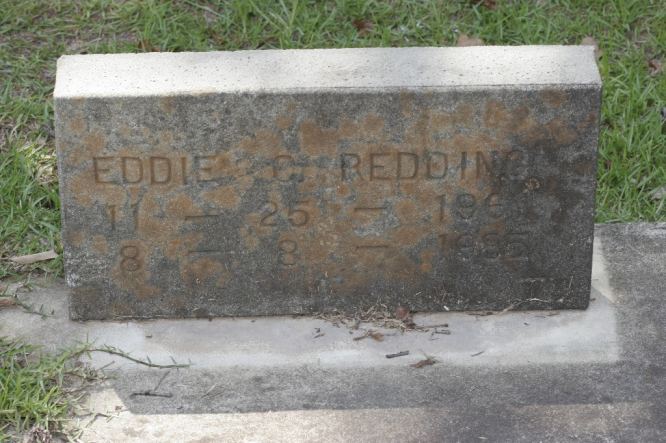 EDDIE C. REDDING
11 — 25 —
8 — 8 —